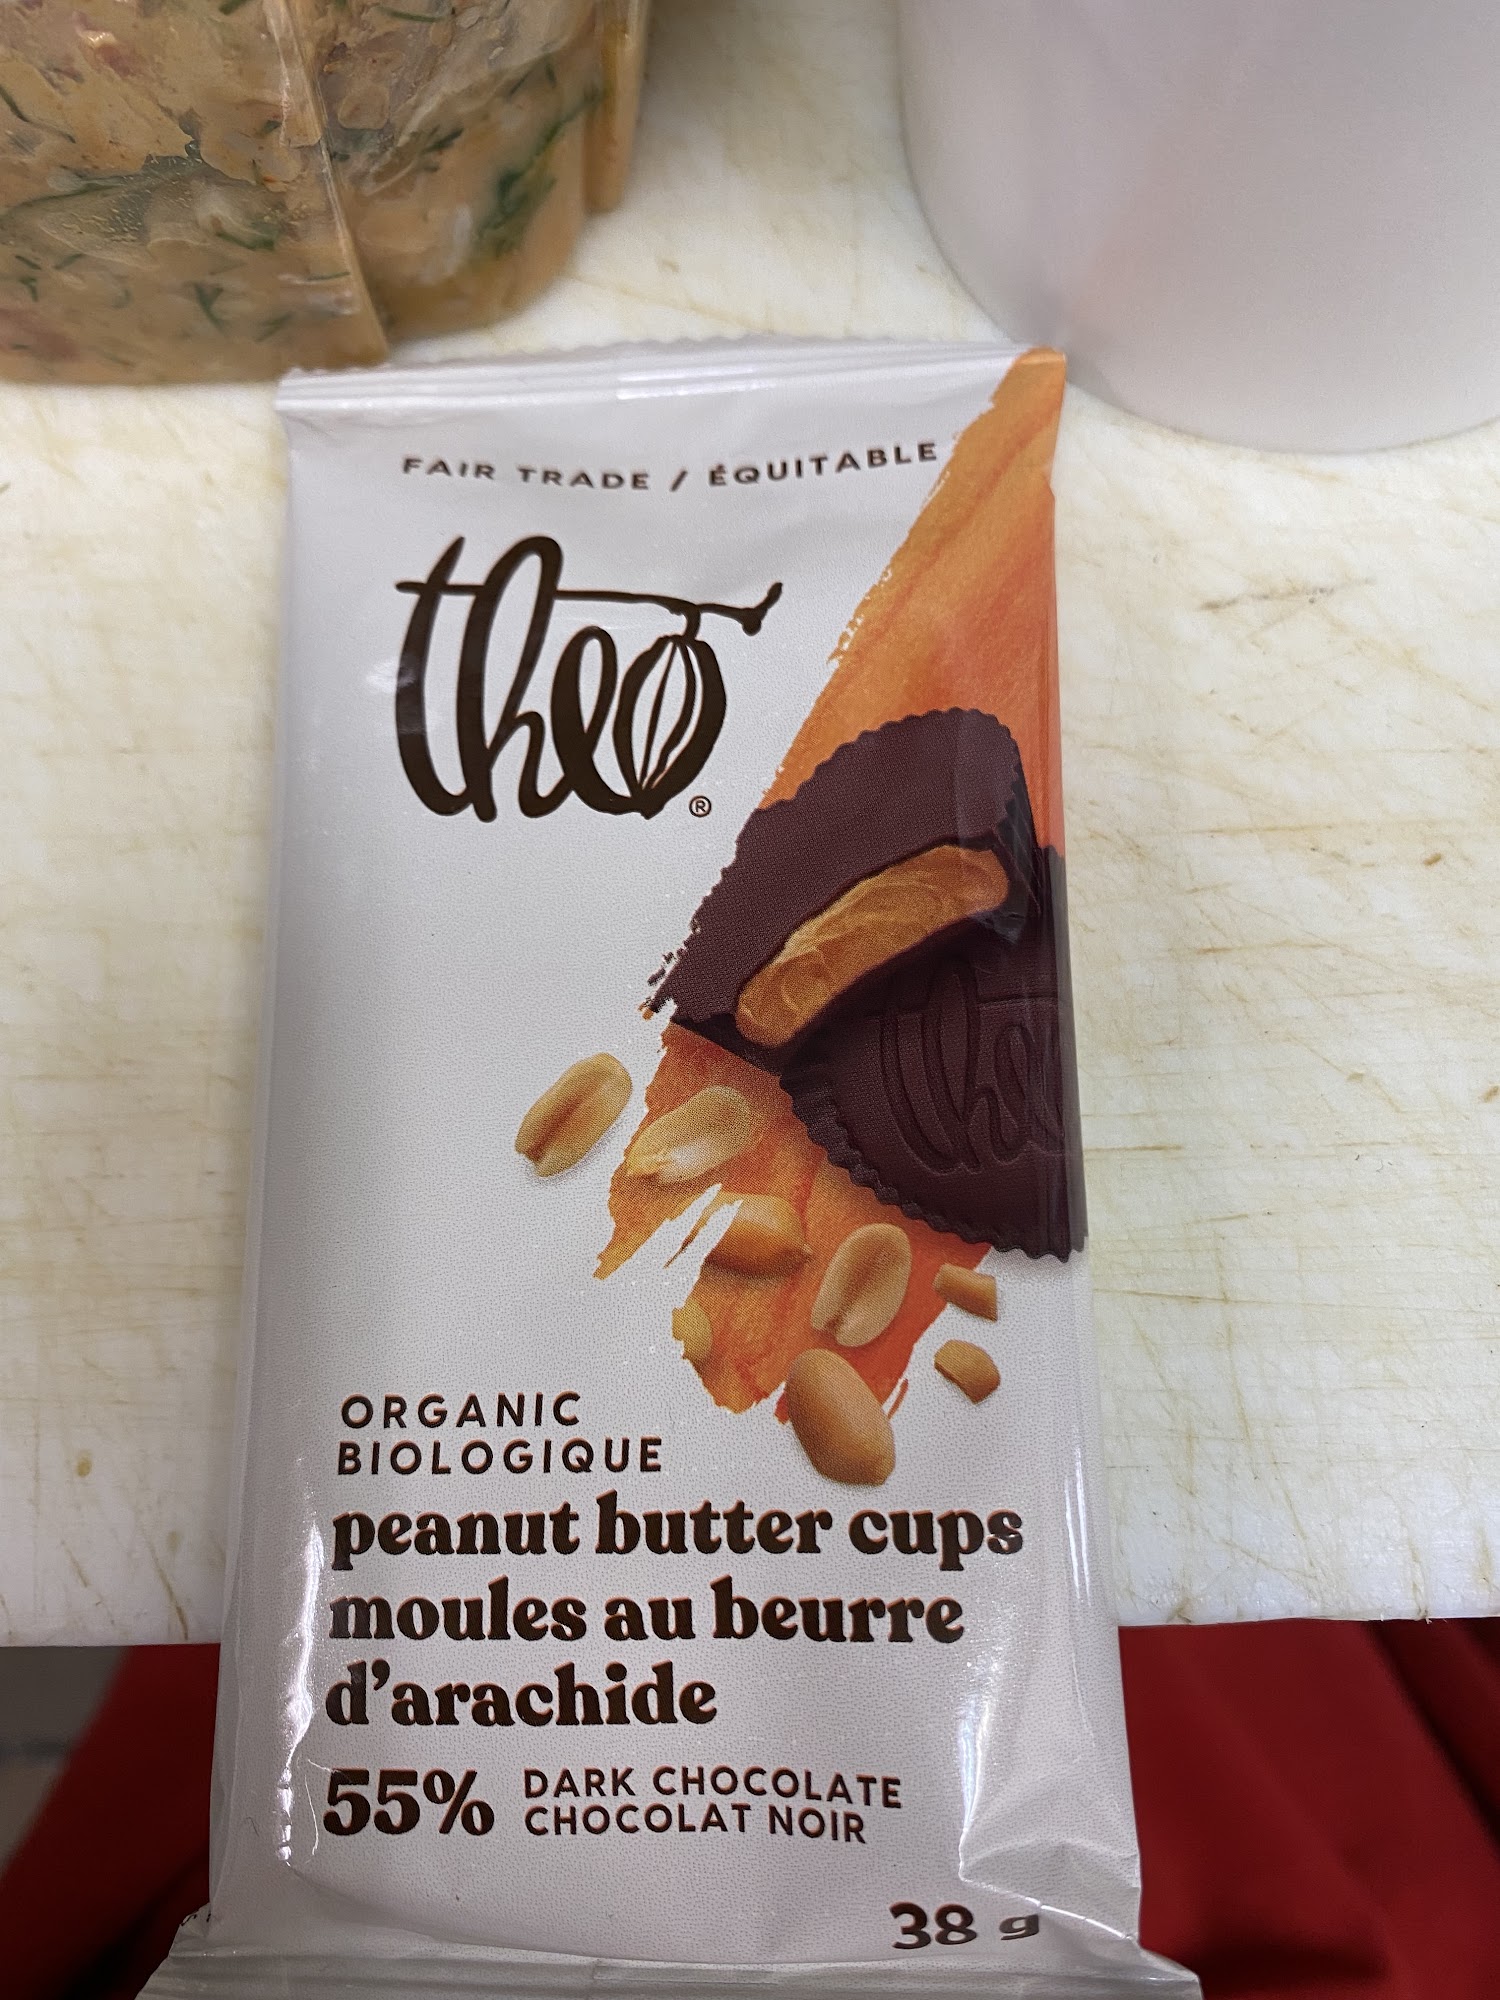 FAIR TRADE / ÉQUITABLE
theo®
theo
ORGANIC
BIOLOGIQUE
peanut butter cups
moules au beurre
d'arachide
55% DARK CHOCOLATE
CHOCOLAT NOIR
38 g